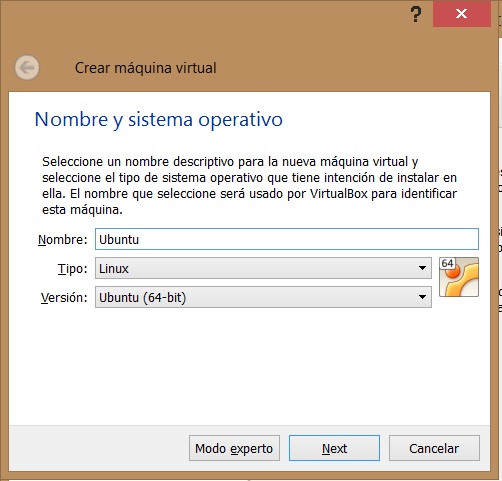 ?
Crear máquina virtual
Nombre y sistema operativo
Seleccione un nombre descriptivo para la nueva máquina virtual y
seleccione el tipo de sistema operativo que tiene intención de instalar en
ella. El nombre que seleccione será usado por VirtualBox para identificar
esta máquina.
Nombre: Ubuntu
Tipo: Linux
64
Versión: Ubuntu (64-bit)
Modo experto Next Cancelar